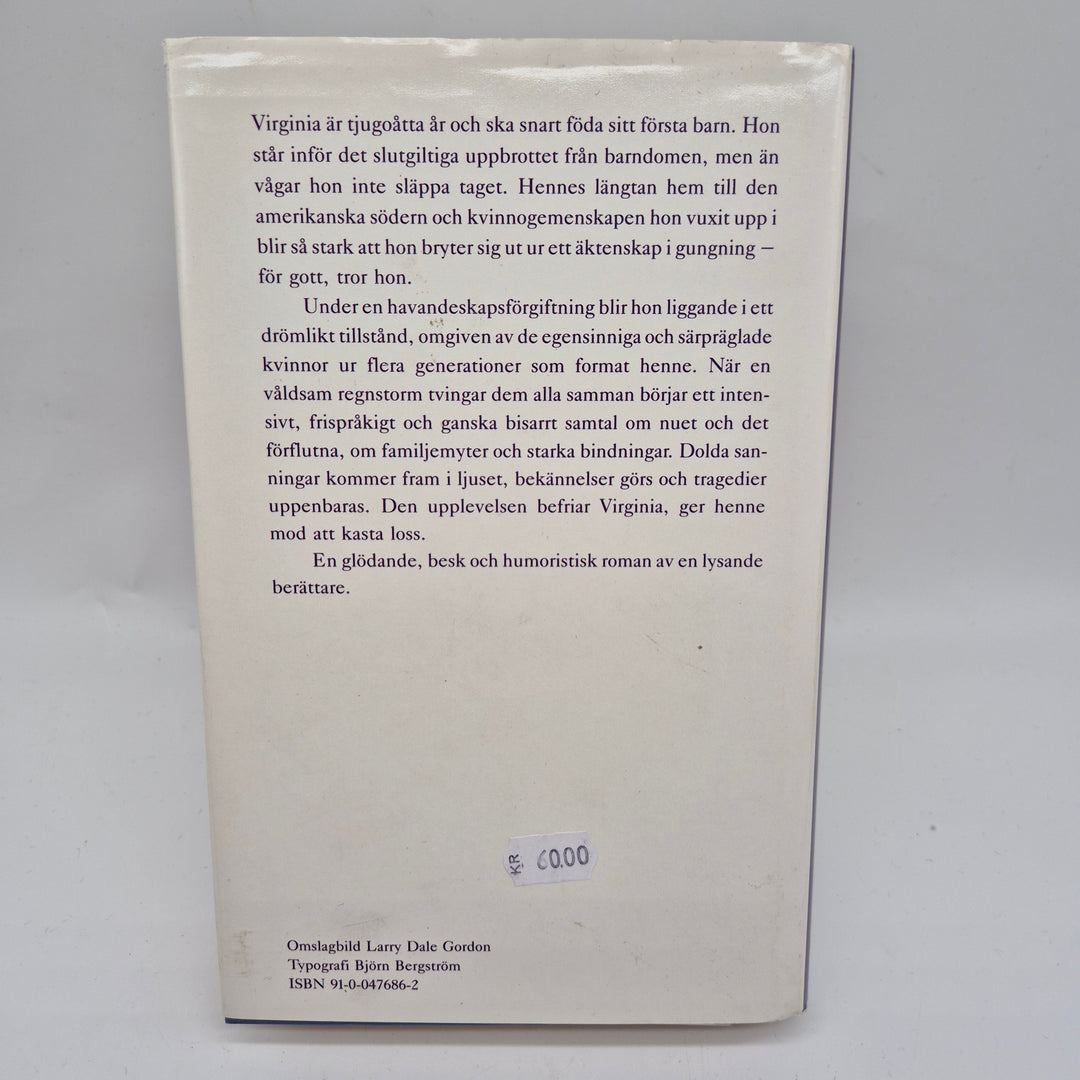 Virginia är tjugoåtta år och ska snart föda sitt första barn. Hon
står inför det slutgiltiga uppbrottet från barndomen, men än
vågar hon inte släppa taget. Hennes längtan hem till den
amerikanska södern och kvinnogemenskapen hon vuxit upp i
blir så stark att hon bryter sig ut ur ett äktenskap i gungning –
för gott, tror hon.
Under en havandeskapsförgiftning blir hon liggande i ett
drömlikt tillstånd, omgiven av de egensinniga och särpräglade
kvinnor ur flera generationer som format henne. När en
våldsam regnstorm tvingar dem alla samman börjar ett inten-
sivt, frispråkigt och ganska bisarrt samtal om nuet och det
förflutna, om familjemyter och starka bindningar. Dolda san-
ningar kommer fram i ljuset, bekännelser görs och tragedier
uppenbaras. Den upplevelsen befriar Virginia, ger henne
mod att kasta loss.
En glödande, besk och humoristisk roman av en lysande
berättare.
KR 60.00
Omslagbild Larry Dale Gordon
Typografi Björn Bergström
ISBN 91-0-047686-2